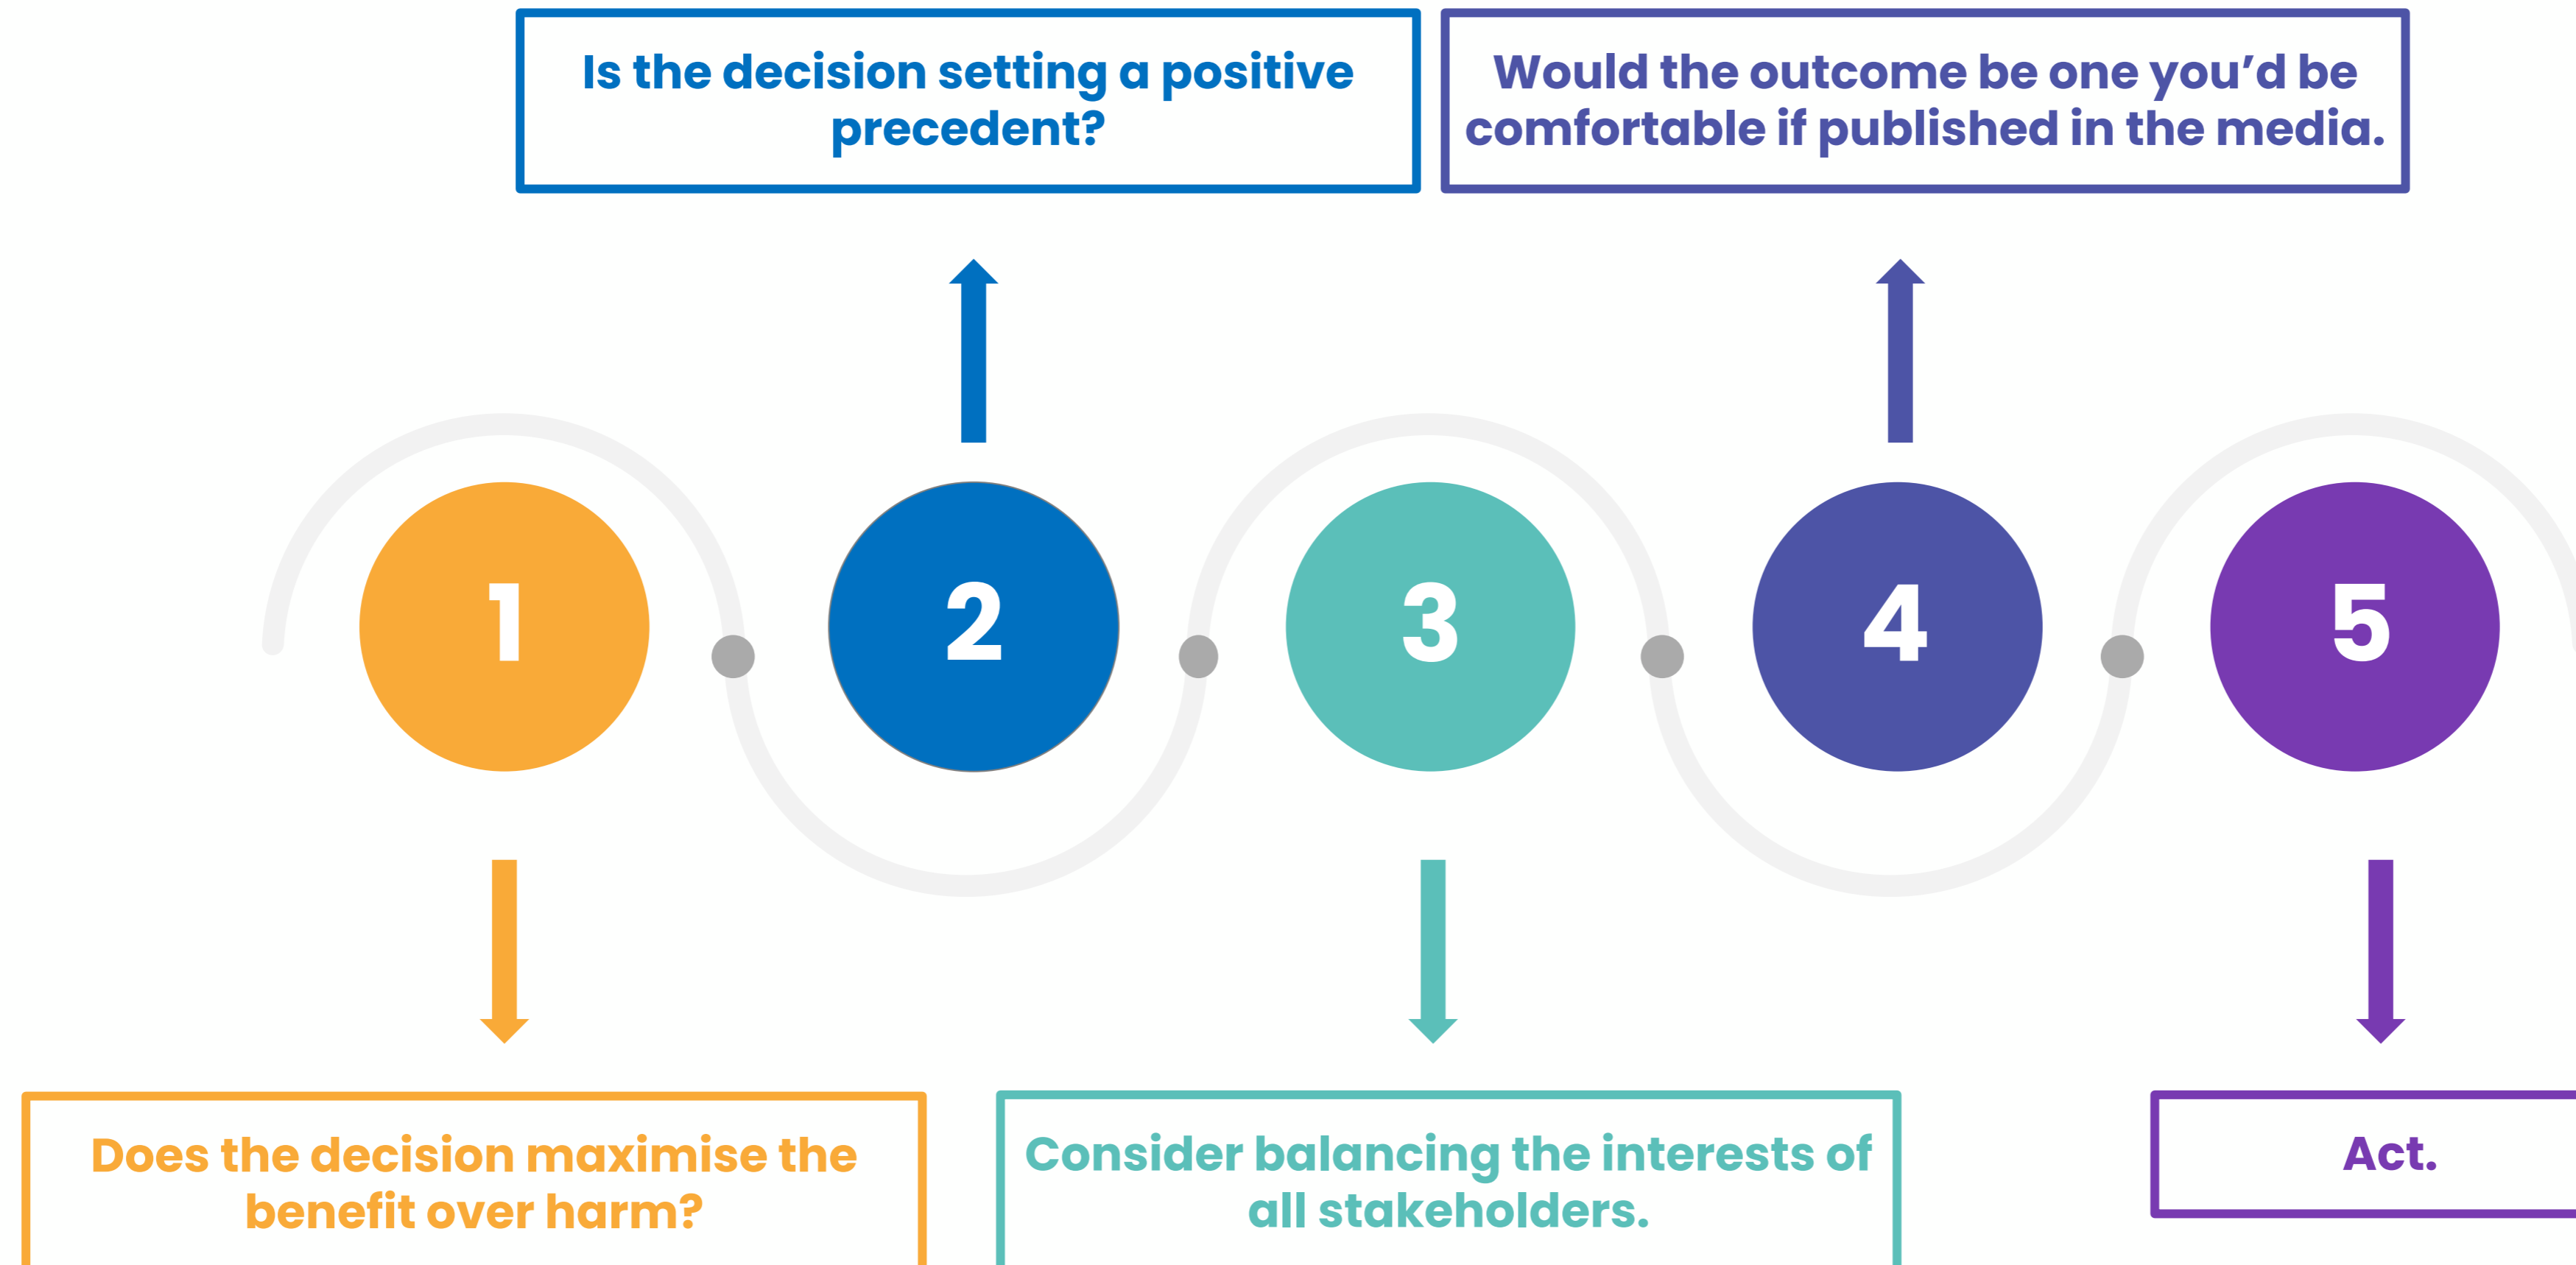 Is the decision setting a positive
precedent?
Would the outcome be one you’d be
comfortable if published in the media.
1
2
3
4
5
Does the decision maximise the
benefit over harm?
Consider balancing the interests of
all stakeholders.
Act.